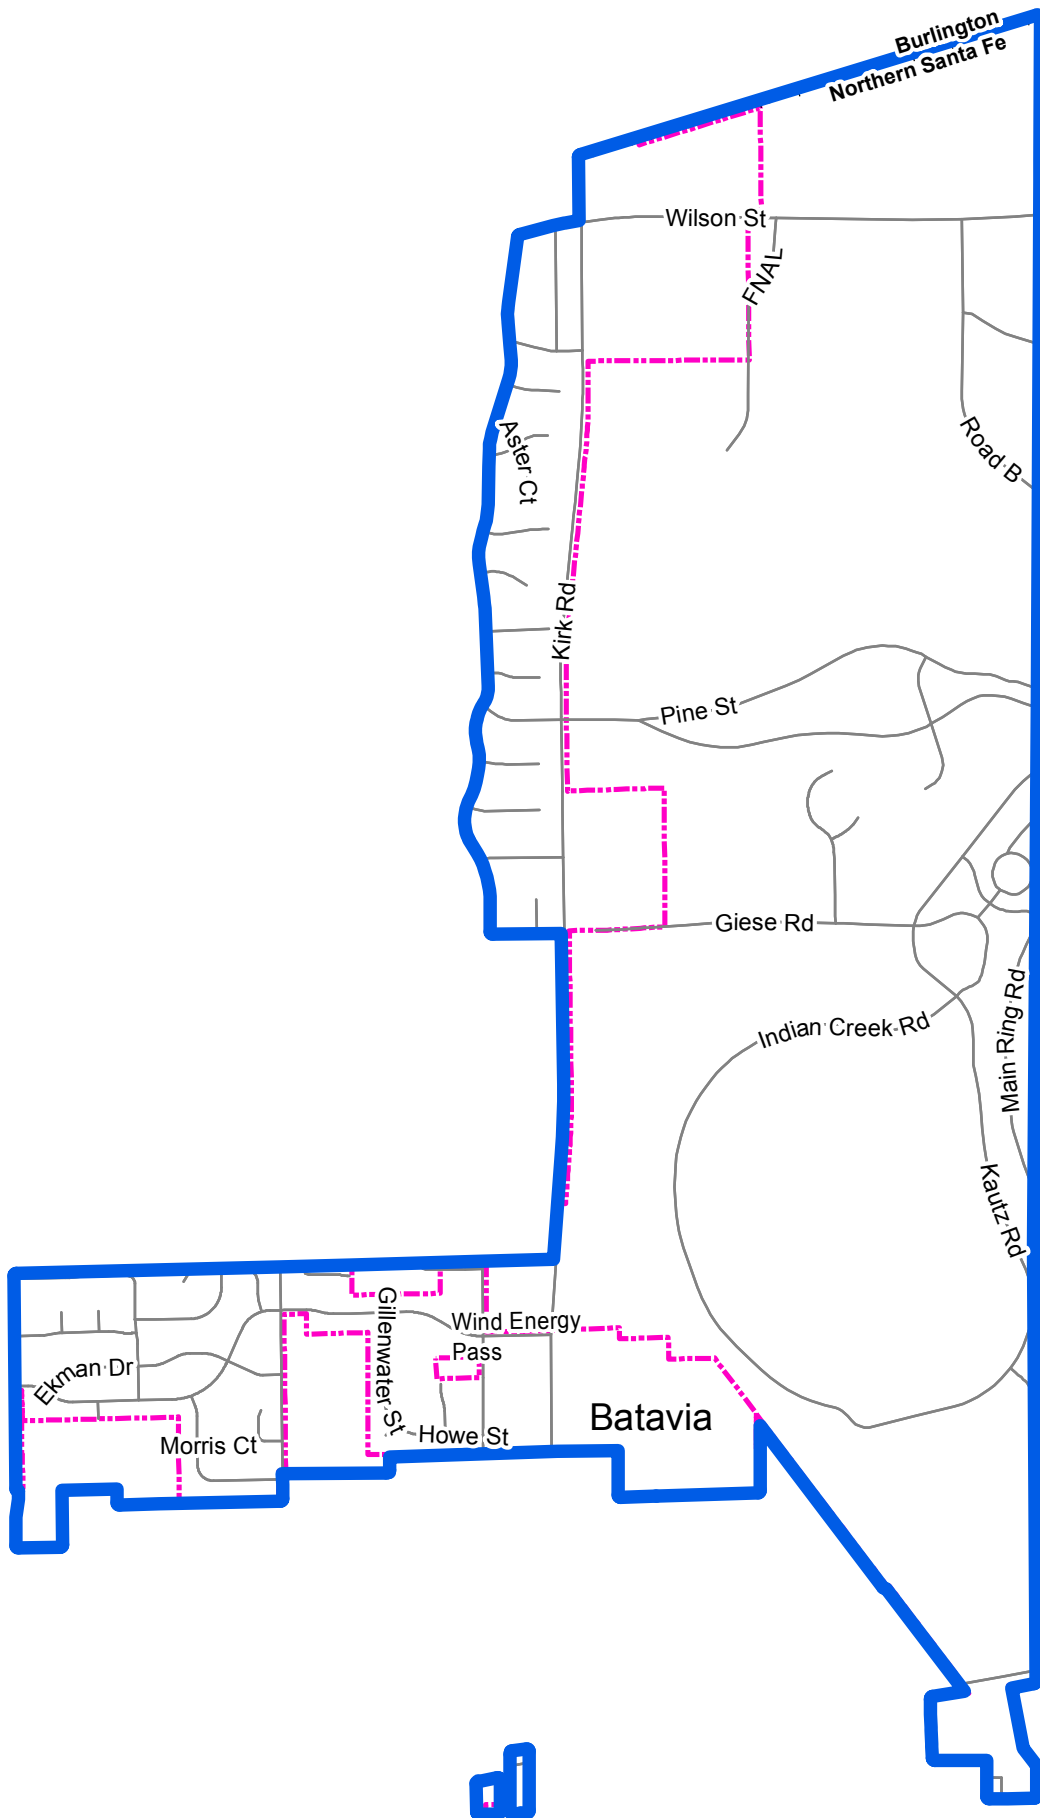 Burlington
Northern Santa Fe
Wilson St
FNAL
Road B
Aster Ct
Kirk Rd
Pine St
Giese Rd
Indian Creek Rd
Main Ring Rd
Kautz Rd
Gillenwater St
Wind Energy
Pass
Ekman Dr
Batavia
Howe St
Morris Ct